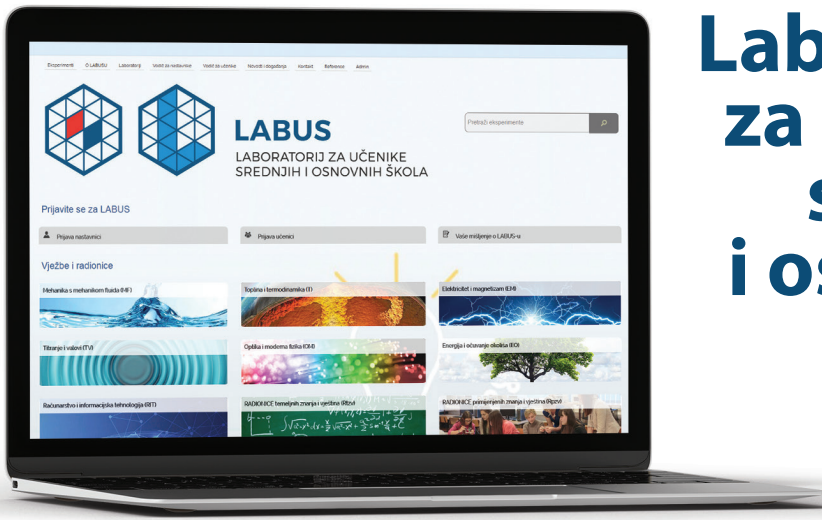 Eksperimenti O LABUSU Laboratorij Vodič za nastavnike Vodič za učenike Novosti i događanja Kontakt Reference Admin
LABUS
LABORATORIJ ZA UČENIKE
SREDNJIH I OSNOVNIH ŠKOLA
Pretraži eksperimente
Prijavite se za LABUS
Prijava nastavnici Prijava učenici Vaše mišljenje o LABUS-u
Vježbe i radionice
Mehanika s mehanikom fluida (MF) Toplina i termodinamika (T) Elektricitet i magnetizam (EM)
Titranje i valovi (TV) Optika i moderna fizika (OM) Energija i očuvanje okoliša (EO)
Računarstvo i informacijska tehnologija (RIT) RADIONICE temeljnih znanja i vještina (Rtzv) RADIONICE primijenjenih znanja i vještina (Rpzv)
Lab
za
s
i os